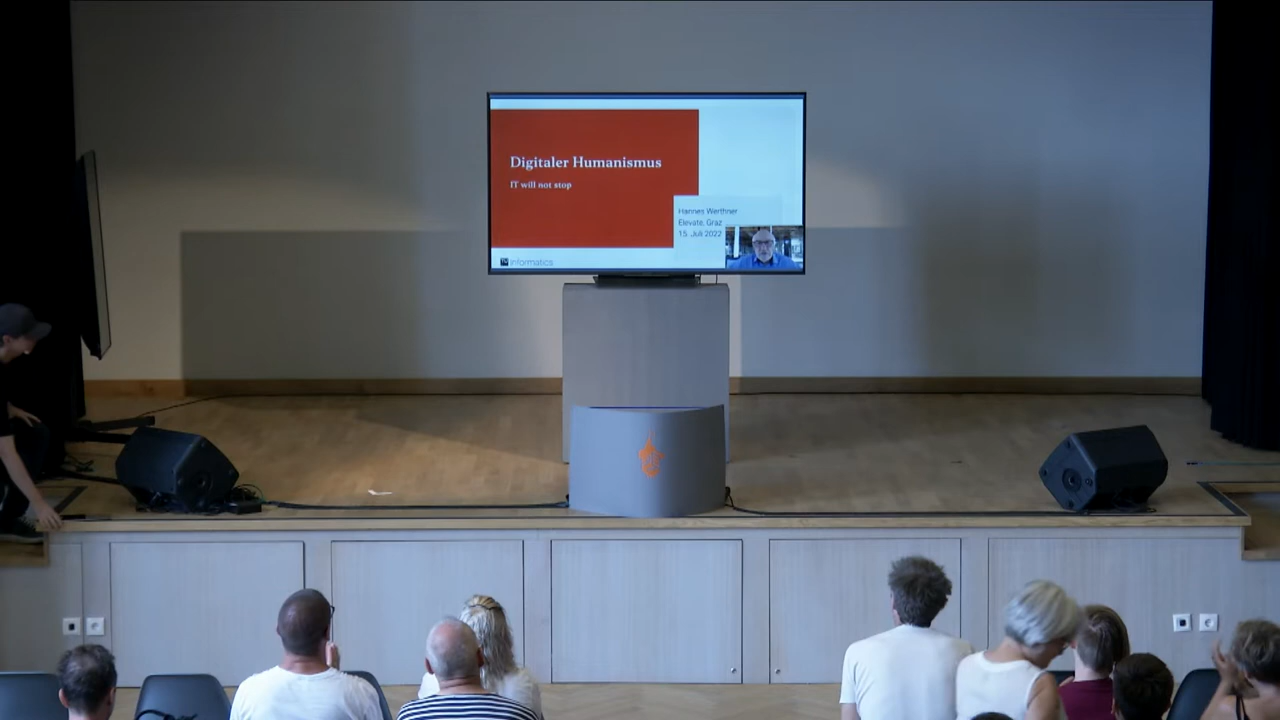 Digitaler Humanismus
IT will not stop
Hannes Werthner
Elevate, Graz
15. Juli 2022
Informatics